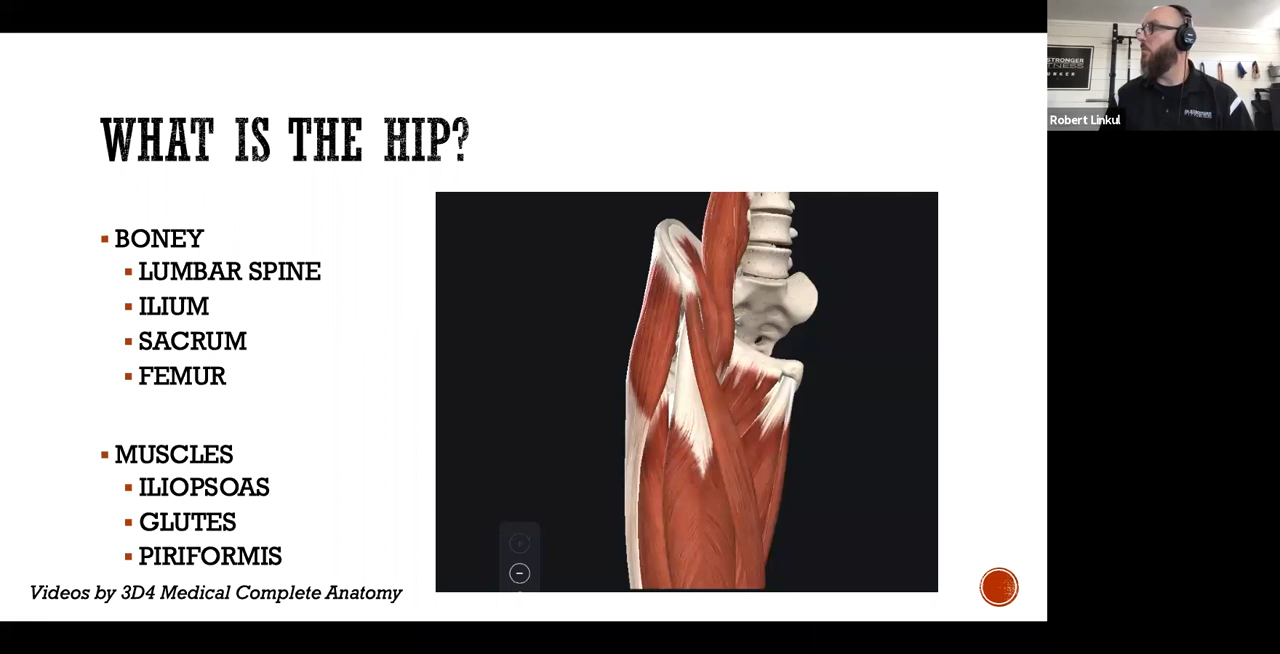 WHAT IS THE HIP?
BONEY
LUMBAR SPINE
ILIUM
SACRUM
FEMUR
MUSCLES
ILIOPSOAS
GLUTES
PIRIFORMIS
Videos by 3D4 Medical Complete Anatomy
STRONGER
Robert Linkul